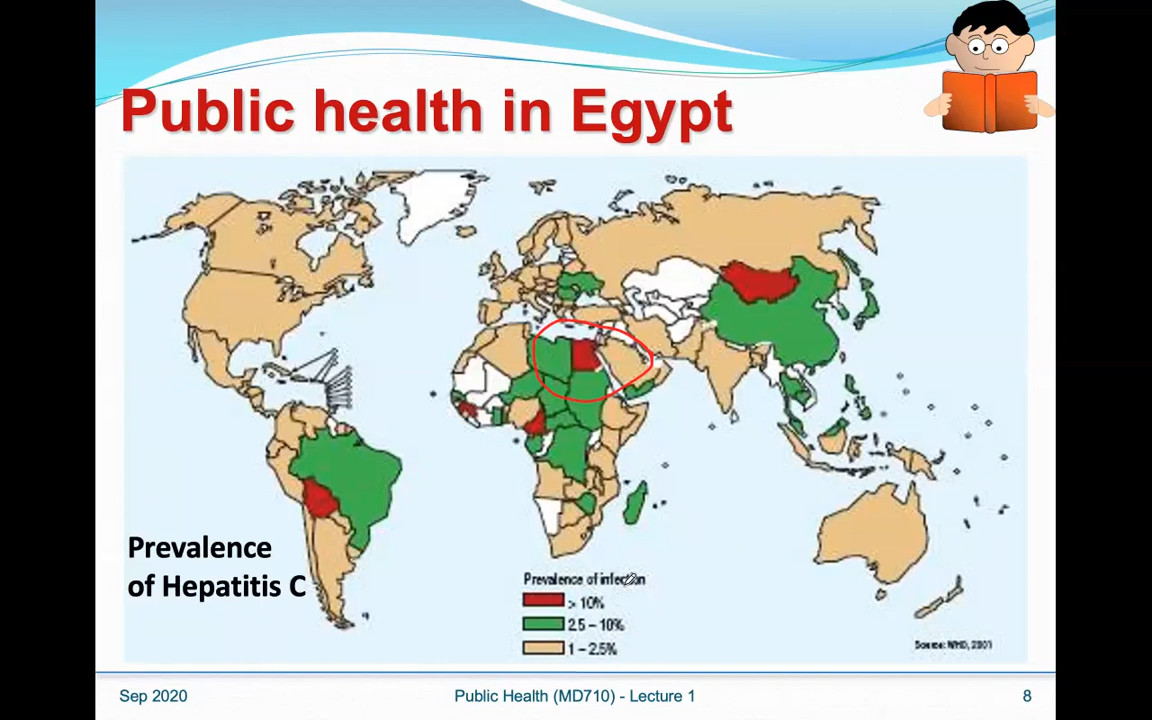 Public health in Egypt
Prevalence
of Hepatitis C
Prevalence of infection
> 10%
2.5 – 10%
1 – 2.5%
Source: WHO, 2001
Sep 2020
Public Health (MD710) - Lecture 1
8